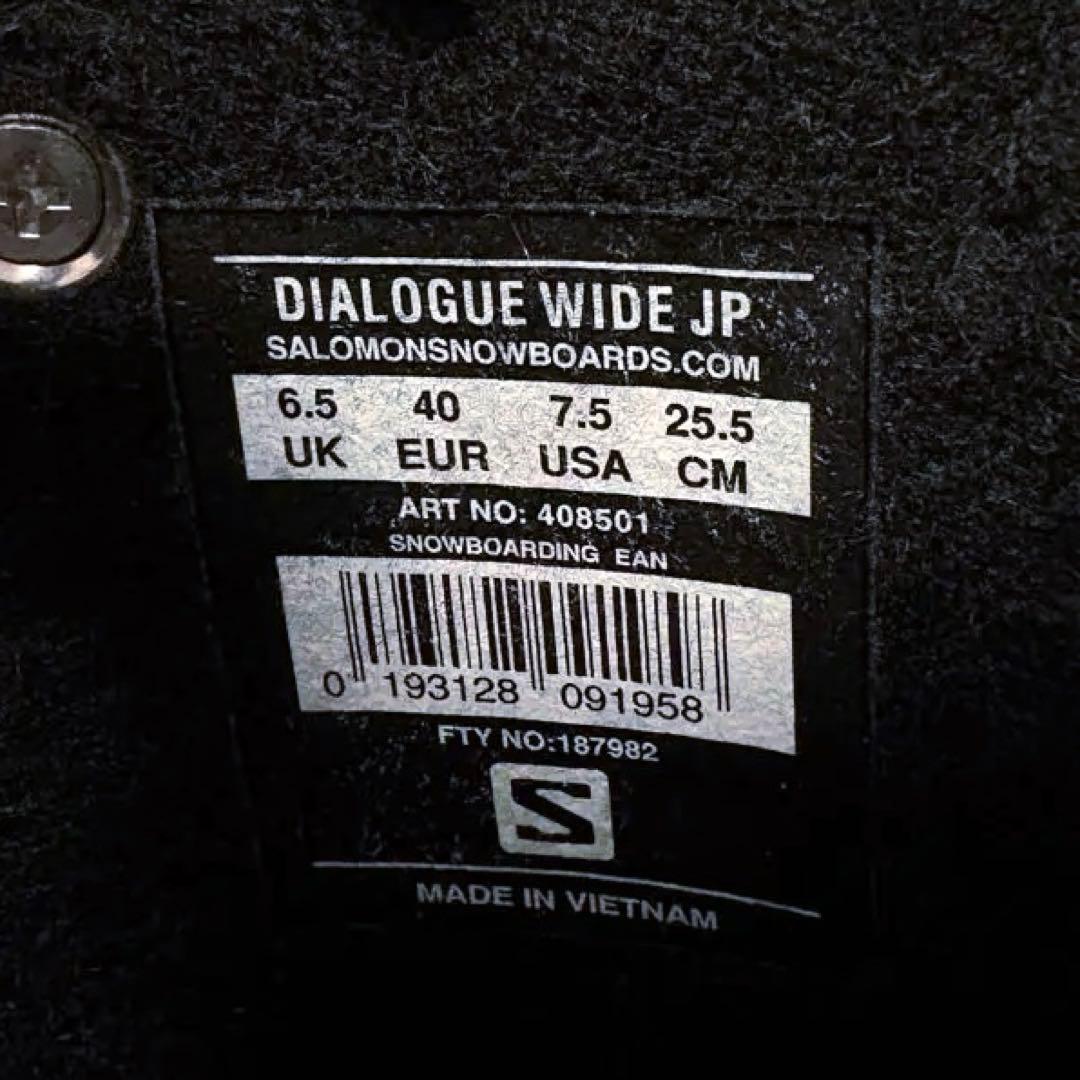 DIALOGUE WIDE JP
SALOMONSNOWBOARDS.COM
6.5 40 7.5 25.5
UK EUR USA CM
ART NO: 408501
SNOWBOARDING EAN
0 193128 091958
FTY NO:187982
S
MADE IN VIETNAM